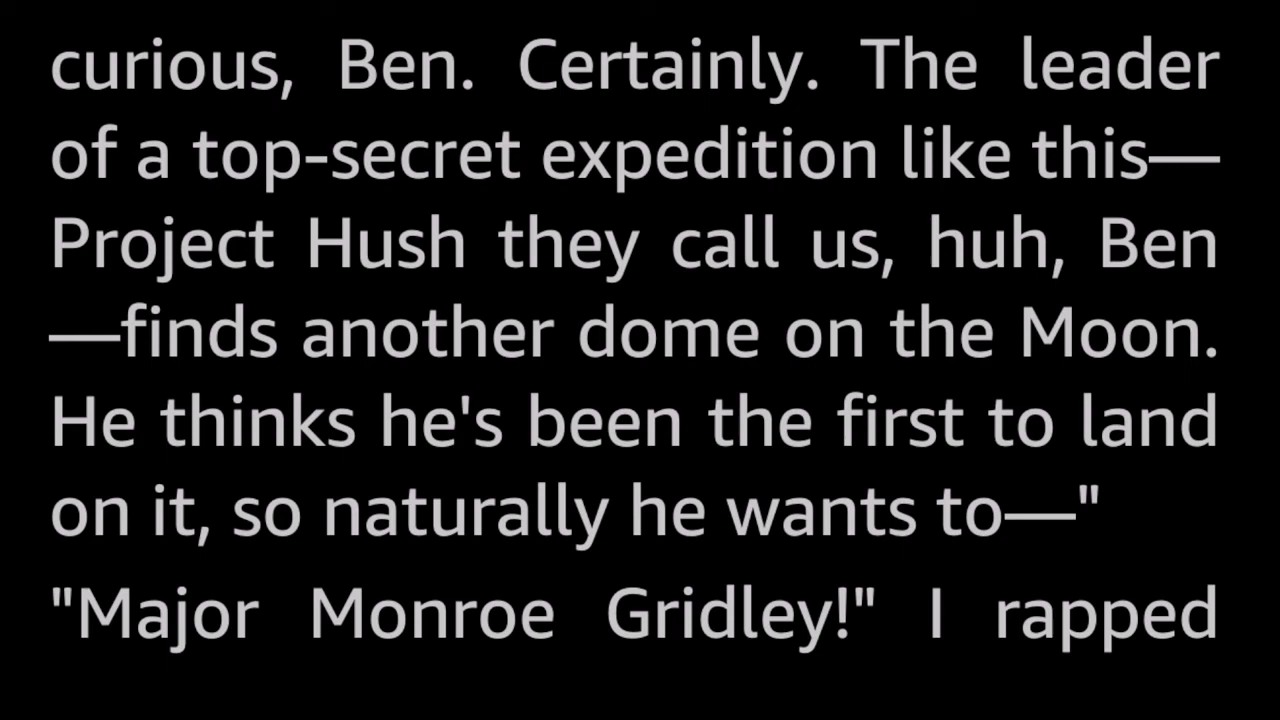 curious, Ben. Certainly. The leader
of a top-secret expedition like this—
Project Hush they call us, huh, Ben
—finds another dome on the Moon.
He thinks he's been the first to land
on it, so naturally he wants to—"
"Major Monroe Gridley!" I rapped